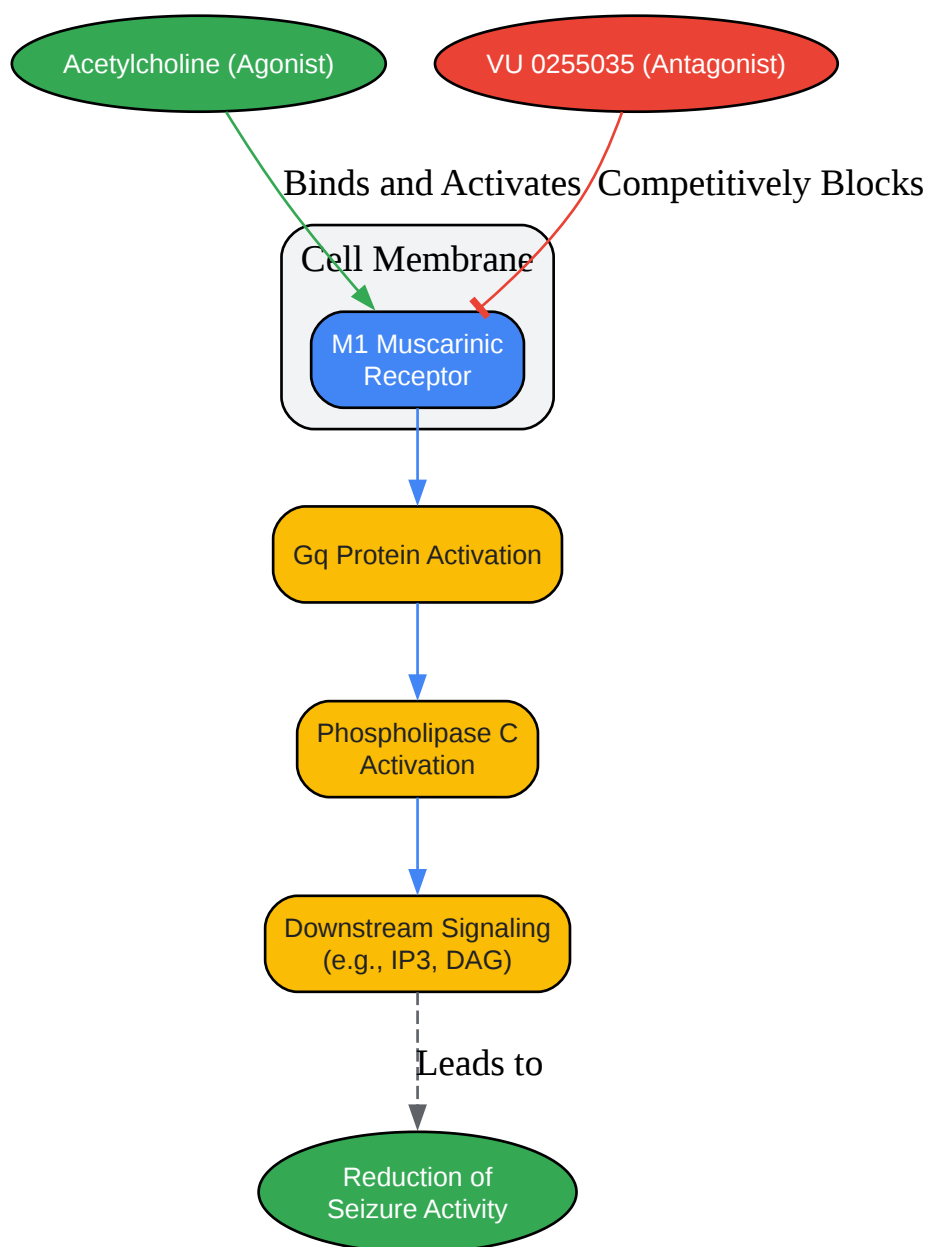 Acetylcholine (Agonist)
VU 0255035 (Antagonist)
Binds and Activates
Competitively Blocks
Cell Membrane
M1 Muscarinic
Receptor
Gq Protein Activation
Phospholipase C
Activation
Downstream Signaling
(e.g., IP3, DAG)
Leads to
Reduction of
Seizure Activity